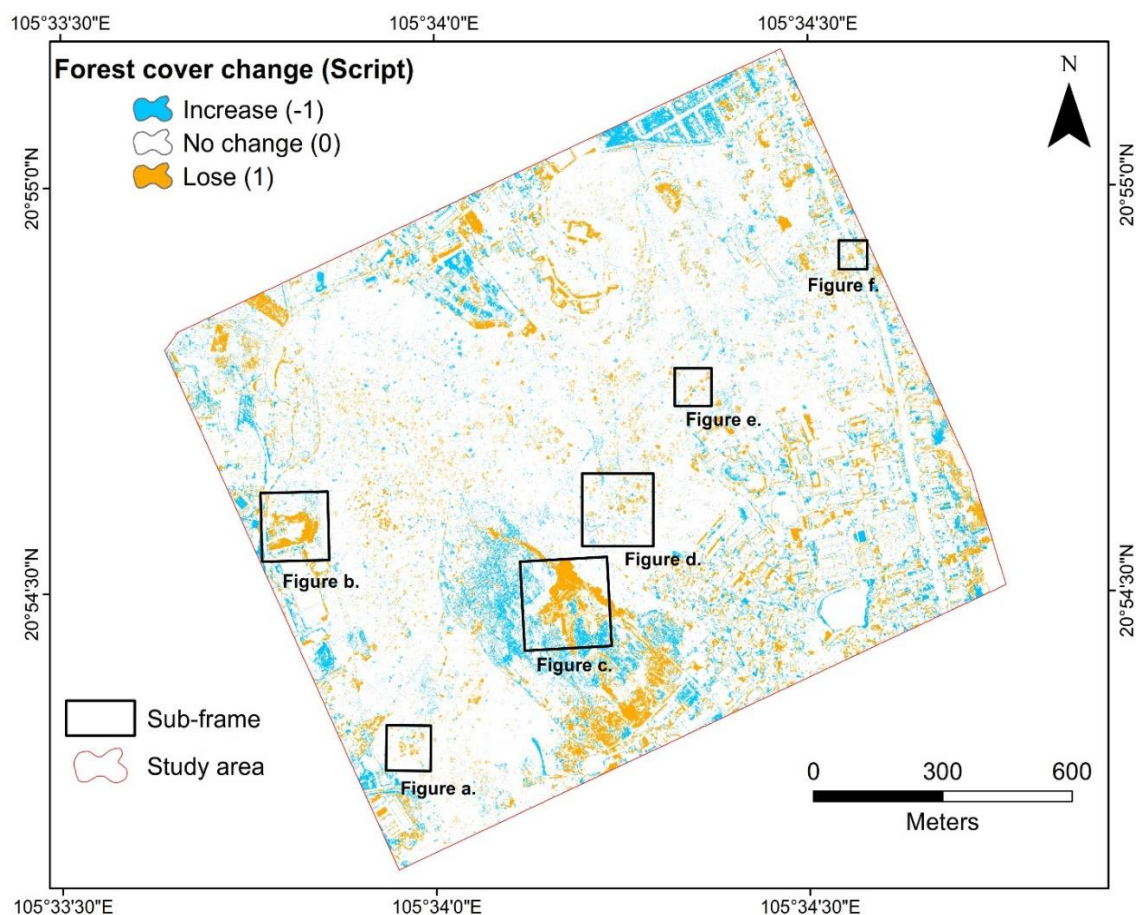 105°33'30"E 105°34'0"E 105°34'30"E
Forest cover change (Script)
Increase (-1)
No change (0)
Lose (1)
N
20°55'0"N
20°55'0"N
Figure f.
Figure e.
Figure d.
Figure b.
Figure c.
20°54'30"N
20°54'30"N
Sub-frame
Study area
Figure a.
0 300 600
Meters
105°33'30"E 105°34'0"E 105°34'30"E